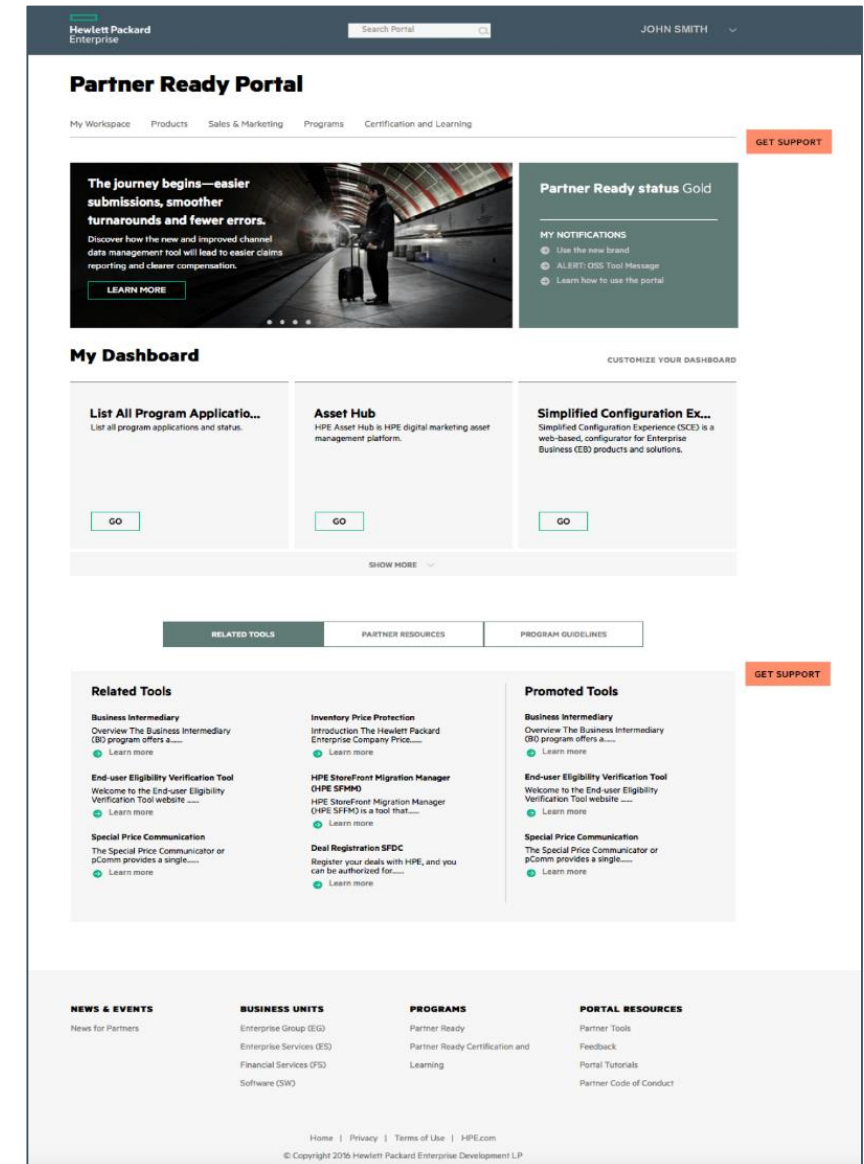 Hewlett Packard
Enterprise
Search Portal
JOHN SMITH
Partner Ready Portal
My Workspace Products Sales & Marketing Programs Certification and Learning
GET SUPPORT
The journey begins—easier
submissions, smoother
turnarounds and fewer errors.
Discover how the new and improved channel
data management tool will lead to easier claims
reporting and clearer compensation.
LEARN MORE
Partner Ready status Gold
MY NOTIFICATIONS
Use the new brand
ALERT: OSS Tool Message
Learn how to use the portal
My Dashboard
CUSTOMIZE YOUR DASHBOARD
List All Program Applicatio...
List all program applications and status.
GO
Asset Hub
HPE Asset Hub is HPE digital marketing asset
management platform.
GO
Simplified Configuration Ex...
Simplified Configuration Experience (SCE) is a
web-based, configurator for Enterprise
Business (EB) products and solutions.
GO
SHOW MORE
RELATED TOOLS PARTNER RESOURCES PROGRAM GUIDELINES
GET SUPPORT
Related Tools
Business Intermediary
Overview The Business Intermediary
(BI) program offers a......
Learn more
End-user Eligibility Verification Tool
Welcome to the End-user Eligibility
Verification Tool website ......
Learn more
Special Price Communication
The Special Price Communicator or
pComm provides a single......
Learn more
Inventory Price Protection
Introduction The Hewlett Packard
Enterprise Company Price......
Learn more
HPE StoreFront Migration Manager
(HPE SFMM)
HPE StoreFront Migration Manager
(HPE SFFM) is a tool that......
Learn more
Deal Registration SFDC
Register your deals with HPE, and you
can be authorized for......
Learn more
Promoted Tools
Business Intermediary
Overview The Business Intermediary
(BI) program offers a......
Learn more
End-user Eligibility Verification Tool
Welcome to the End-user Eligibility
Verification Tool website ......
Learn more
Special Price Communication
The Special Price Communicator or
pComm provides a single......
Learn more
NEWS & EVENTS
News for Partners
BUSINESS UNITS
Enterprise Group (EG)
Enterprise Services (ES)
Financial Services (FS)
Software (SW)
PROGRAMS
Partner Ready
Partner Ready Certification and
Learning
PORTAL RESOURCES
Partner Tools
Feedback
Portal Tutorials
Partner Code of Conduct
Home | Privacy | Terms of Use | HPE.com
© Copyright 2016 Hewlett Packard Enterprise Development LP